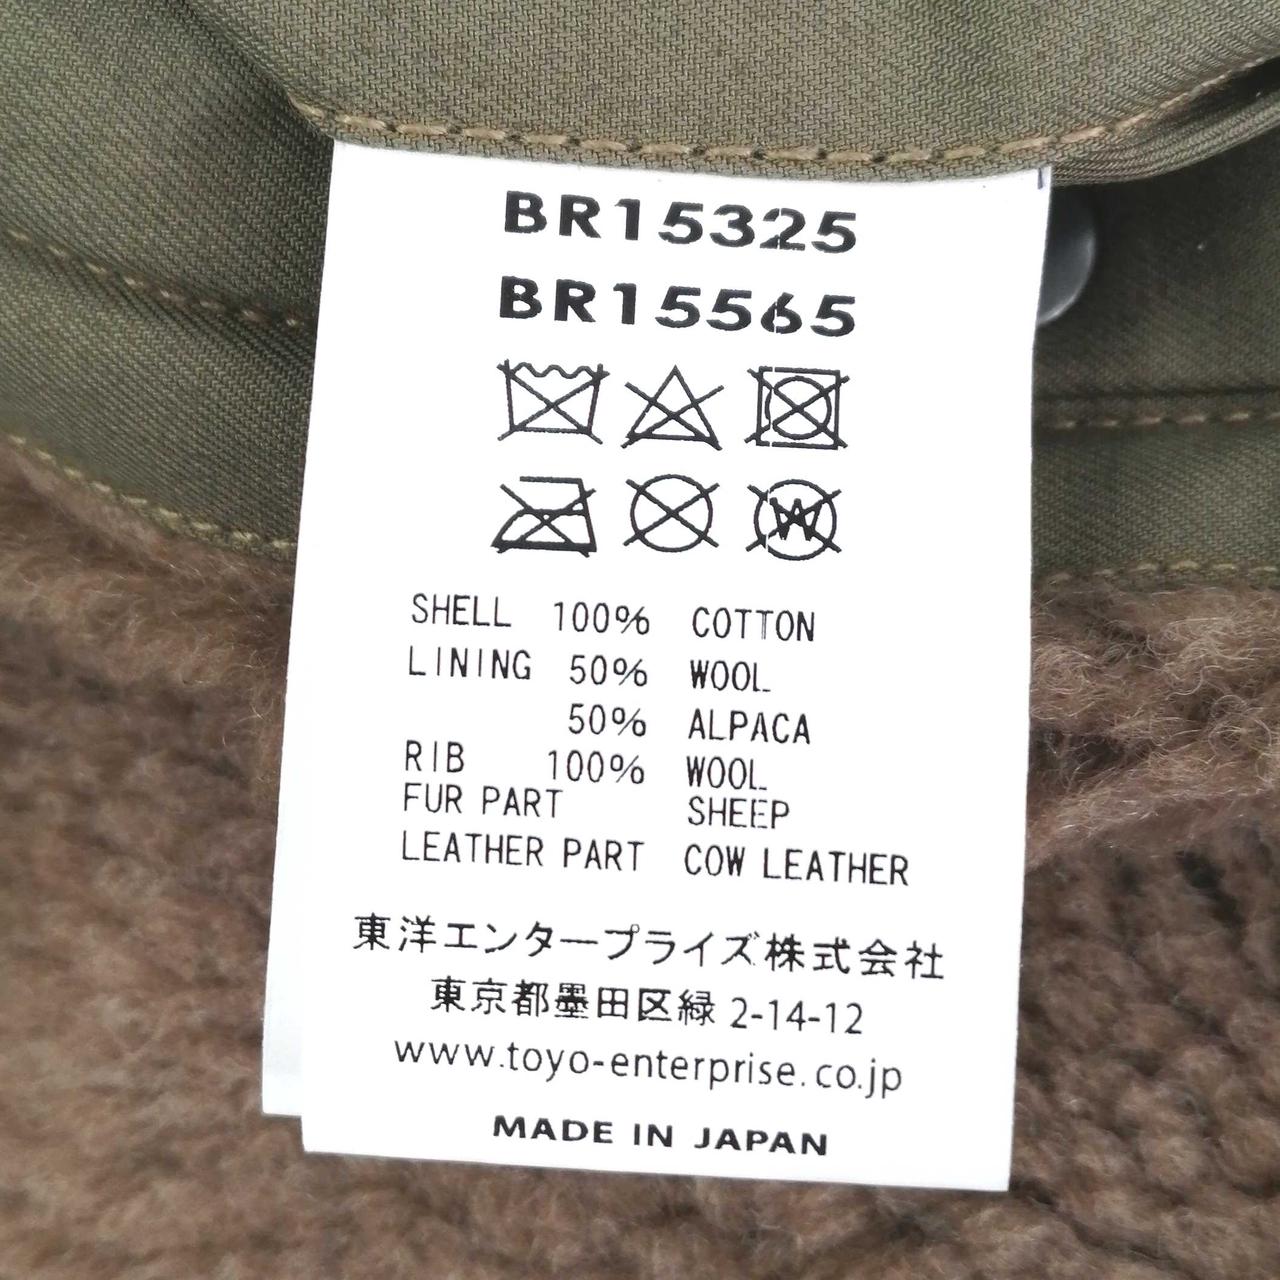 BR15325
BR15565
W
SHELL 100% COTTON
LINING 50% WOOL
50% ALPACA
RIB 100% WOOL
FUR PART SHEEP
LEATHER PART COW LEATHER
東洋エンタープライズ株式会社
東京都墨田区緑 2-14-12
www.toyo-enterprise.co.jp
MADE IN JAPAN